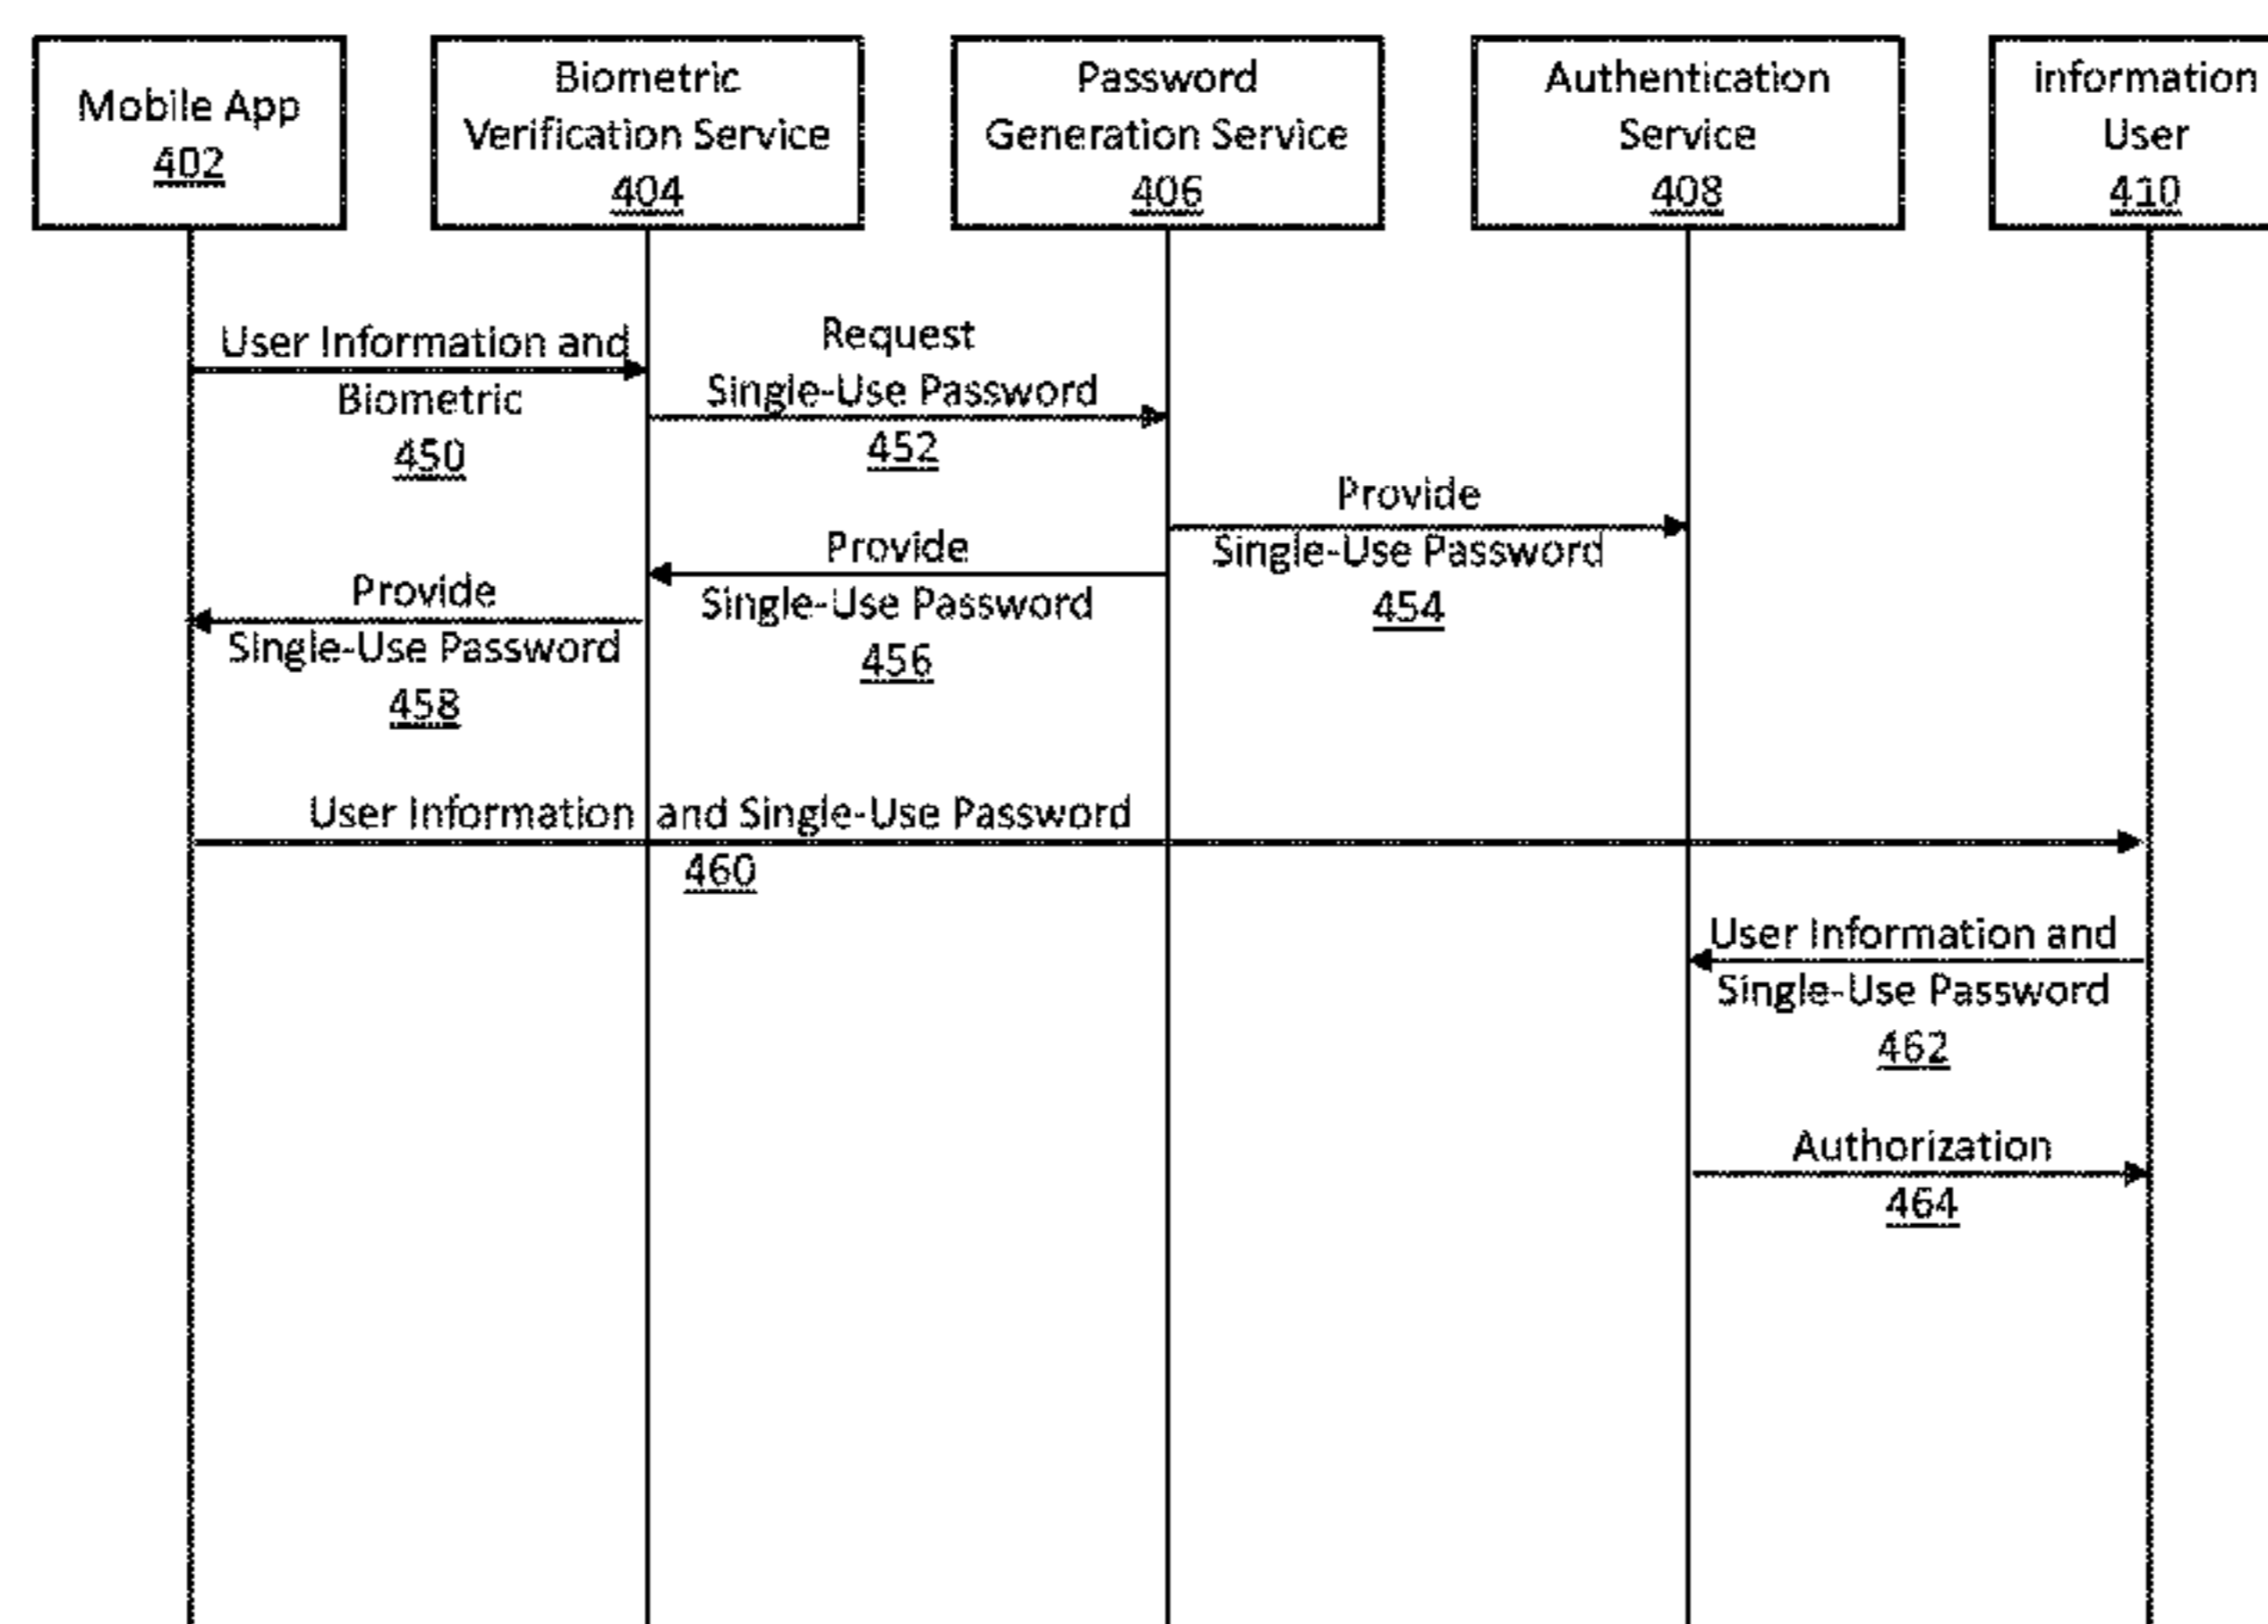 Mobile App
402
Biometric
Verification Service
404
Password
Generation Service
406
Authentication
Service
408
information
User
410
User Information and
Biometric
450
Request
Single-Use Password
452
Provide
Single-Use Password
454
Provide
Single-Use Password
456
Provide
Single-Use Password
458
User Information and Single-Use Password
460
User Information and
Single-Use Password
462
Authorization
464